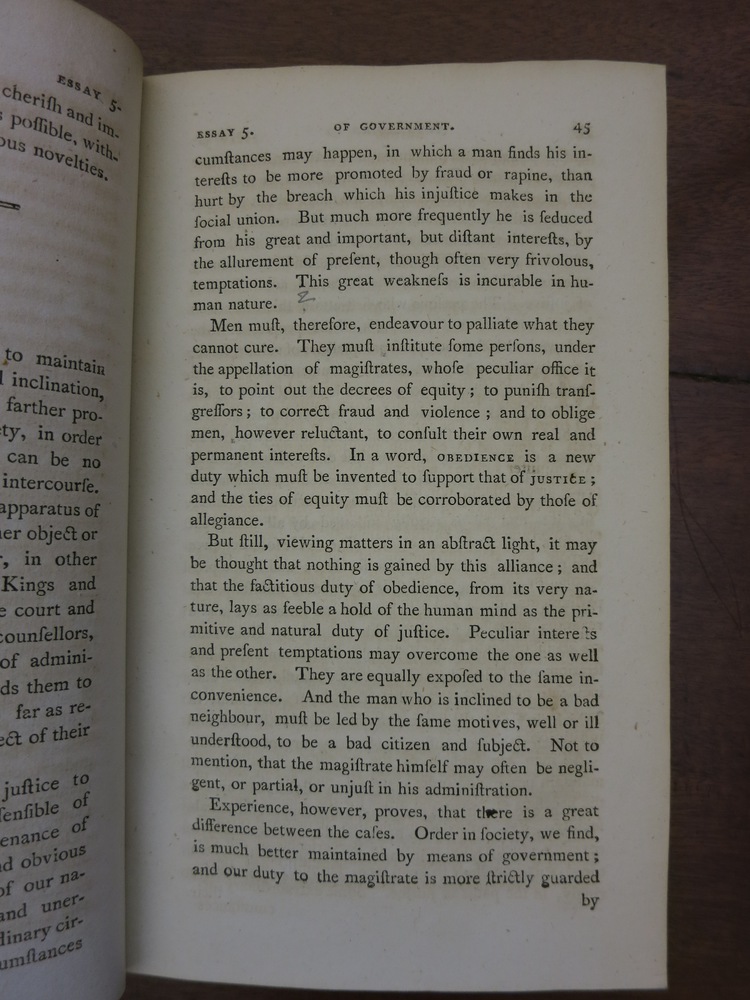 ESSAY 5.
cheriſh and im-
poſſible, with-
ous novelties.
to maintain
inclination,
farther pro-
ty, in order
can be no
intercourſe.
apparatus of
her object or
, in other
Kings and
court and
ounſellors,
of admini-
ds them to
far as re-
ect of their
juſtice to
ſenſible of
enance of
d obvious
of our na-
and uner-
dinary cir-
umſtances
ESSAY 5. OF GOVERNMENT. 45
cumſtances may happen, in which a man finds his in-
tereſts to be more promoted by fraud or rapine, than
hurt by the breach which his injuſtice makes in the
ſocial union. But much more frequently he is ſeduced
from his great and important, but diſtant intereſts, by
the allurement of preſent, though often very frivolous,
temptations. This great weakneſs is incurable in hu-
man nature.
Men muſt, therefore, endeavour to palliate what they
cannot cure. They muſt inſtitute ſome perſons, under
the appellation of magiſtrates, whoſe peculiar office it
is, to point out the decrees of equity; to puniſh tranſ-
greſſors; to correct fraud and violence; and to oblige
men, however reluctant, to conſult their own real and
permanent intereſts. In a word, OBEDIENCE is a new
duty which muſt be invented to ſupport that of JUSTICE;
and the ties of equity muſt be corroborated by thoſe of
allegiance.
But ſtill, viewing matters in an abſtract light, it may
be thought that nothing is gained by this alliance; and
that the factitious duty of obedience, from its very na-
ture, lays as feeble a hold of the human mind as the pri-
mitive and natural duty of juſtice. Peculiar intereſts
and preſent temptations may overcome the one as well
as the other. They are equally expoſed to the ſame in-
convenience. And the man who is inclined to be a bad
neighbour, muſt be led by the ſame motives, well or ill
underſtood, to be a bad citizen and ſubject. Not to
mention, that the magiſtrate himſelf may often be negli-
gent, or partial, or unjuſt in his adminiſtration.
Experience, however, proves, that there is a great
difference between the caſes. Order in ſociety, we find,
is much better maintained by means of government;
and our duty to the magiſtrate is more ſtrictly guarded
by